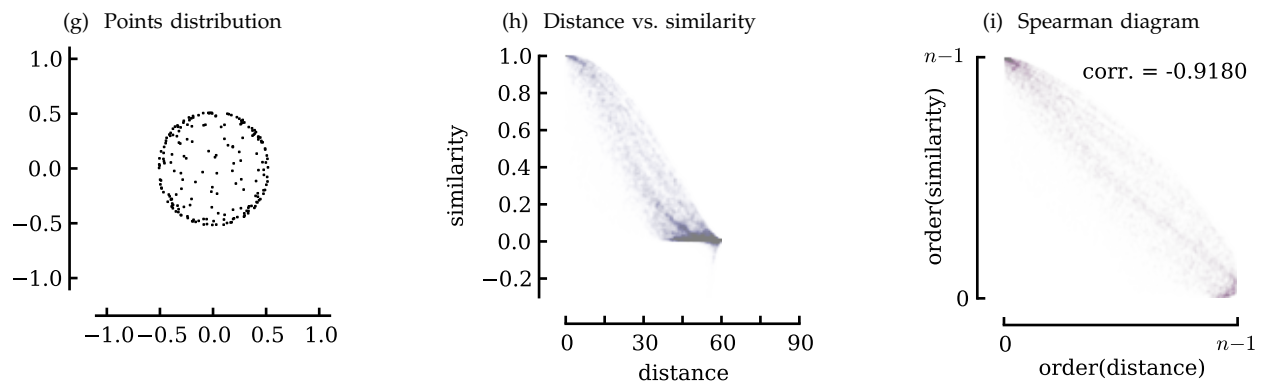 (g) Points distribution
1.0
0.5
0.0
−0.5
−1.0
−1.0 −0.5 0.0 0.5 1.0
(h) Distance vs. similarity
similarity
1.0
0.8
0.6
0.4
0.2
0.0
−0.2
0 30 60 90
distance
(i) Spearman diagram
corr. = -0.9180
order(similarity)
n−1
0
0 n−1
order(distance)